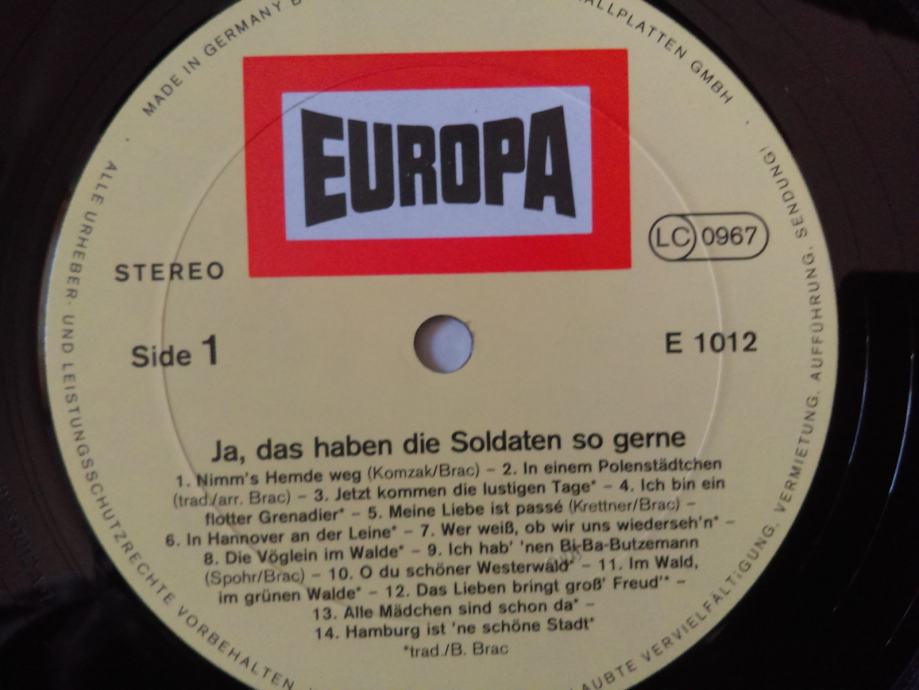 MADE IN GERMANY
ALLPLATTEN GMBH
EUROPA
LC 0967
STEREO
Side 1
E 1012
Ja, das haben die Soldaten so gerne
1. Nimm's Hemde weg (Komzak/Brac) – 2. In einem Polenstädtchen
(trad./arr. Brac) – 3. Jetzt kommen die lustigen Tage* – 4. Ich bin ein
flotter Grenadier* – 5. Meine Liebe ist passé (Krettner/Brac) –
6. In Hannover an der Leine* – 7. Wer weiß, ob wir uns wiederseh'n* –
8. Die Vöglein im Walde* – 9. Ich hab' 'nen Bi-Ba-Butzemann
(Spohr/Brac) – 10. O du schöner Westerwald* – 11. Im Wald,
im grünen Walde* – 12. Das Lieben bringt groß' Freud'* –
13. Alle Mädchen sind schon da* –
14. Hamburg ist 'ne schöne Stadt*
*trad./B. Brac
ALLE URHEBER- UND LEISTUNGSSCHUTZRECHTE VORBEHALTEN
AUBTE VERVIELFÄLTIGUNG, VERMIETUNG, AUFFÜHRUNG, SENDUNG!